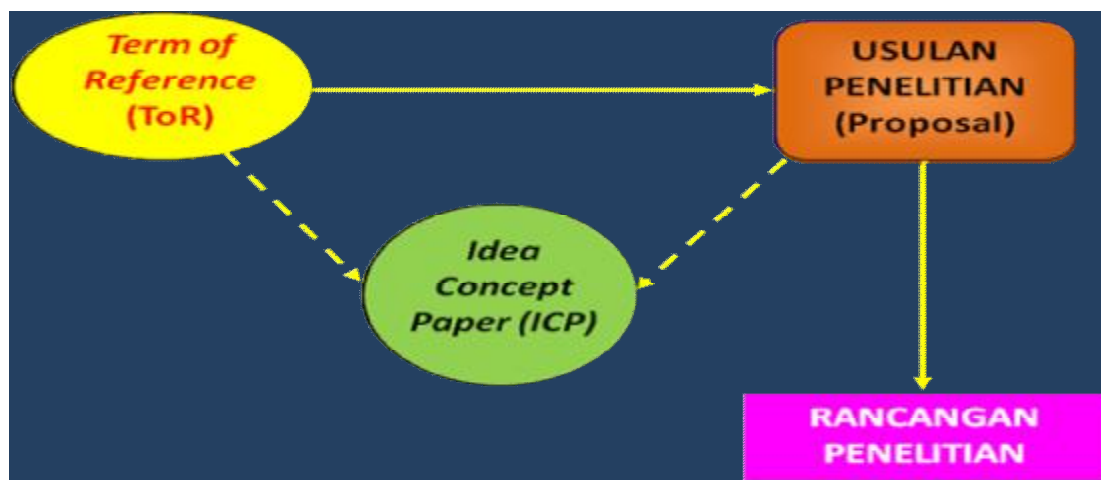 Term of
Reference
(ToR)
USULAN
PENELITIAN
(Proposal)
Idea
Concept
Paper (ICP)
RANCANGAN
PENELITIAN